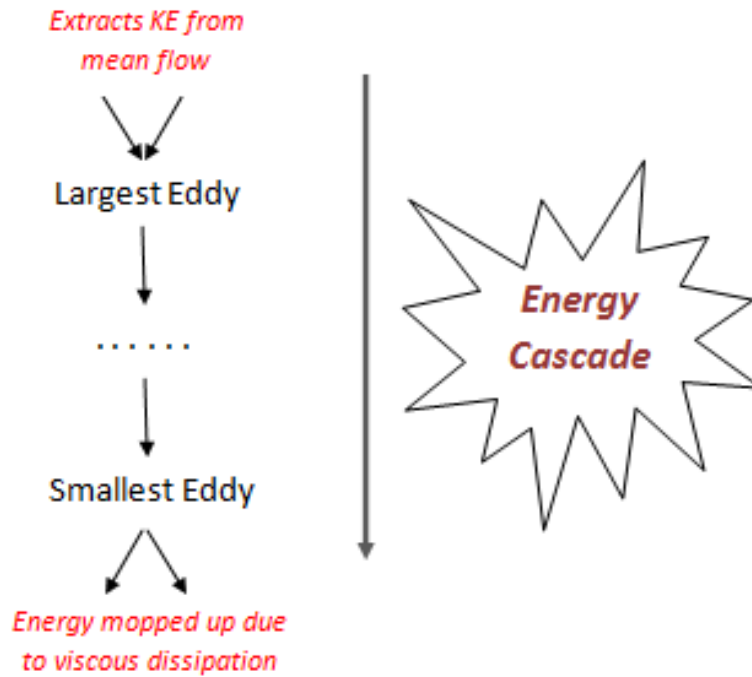 Extracts KE from
mean flow
Largest Eddy
......
Energy
Cascade
Smallest Eddy
Energy mopped up due
to viscous dissipation